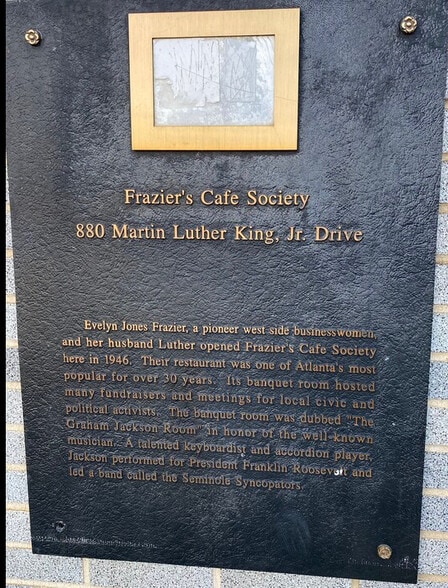 Frazier's Cafe Society
880 Martin Luther King, Jr. Drive
Evelyn Jones Frazier, a pioneer west side businesswomen,
and her husband Luther opened Frazier's Cafe Society
here in 1946. Their restaurant was one of Atlanta's most
popular for over 30 years. Its banquet room hosted
many fundraisers and meetings for local civic and
political activists. The banquet room was dubbed "The
Graham Jackson Room" in honor of the well-known
musician. A talented keyboardist and accordion player,
Jackson performed for President Franklin Roosevelt and
led a band called the Seminole Syncopators.